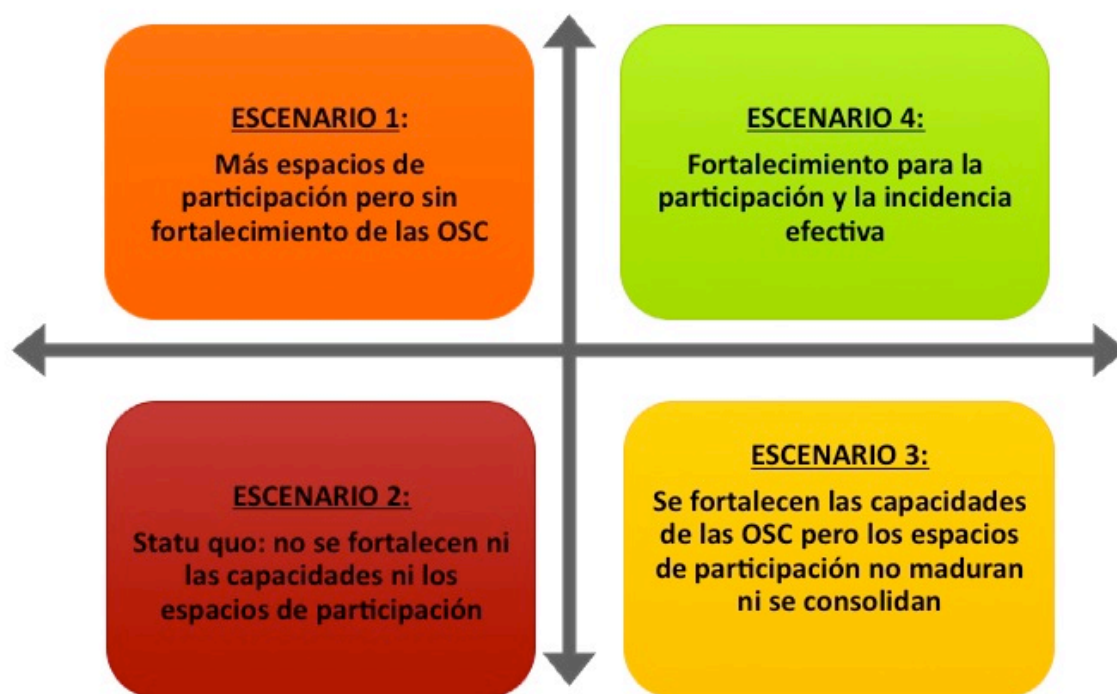 ESCENARIO 1:
Más espacios de
participación pero sin
fortalecimiento de las OSC
ESCENARIO 4:
Fortalecimiento para la
participación y la incidencia
efectiva
ESCENARIO 2:
Statu quo: no se fortalecen ni
las capacidades ni los
espacios de participación
ESCENARIO 3:
Se fortalecen las capacidades
de las OSC pero los espacios
de participación no maduran
ni se consolidan